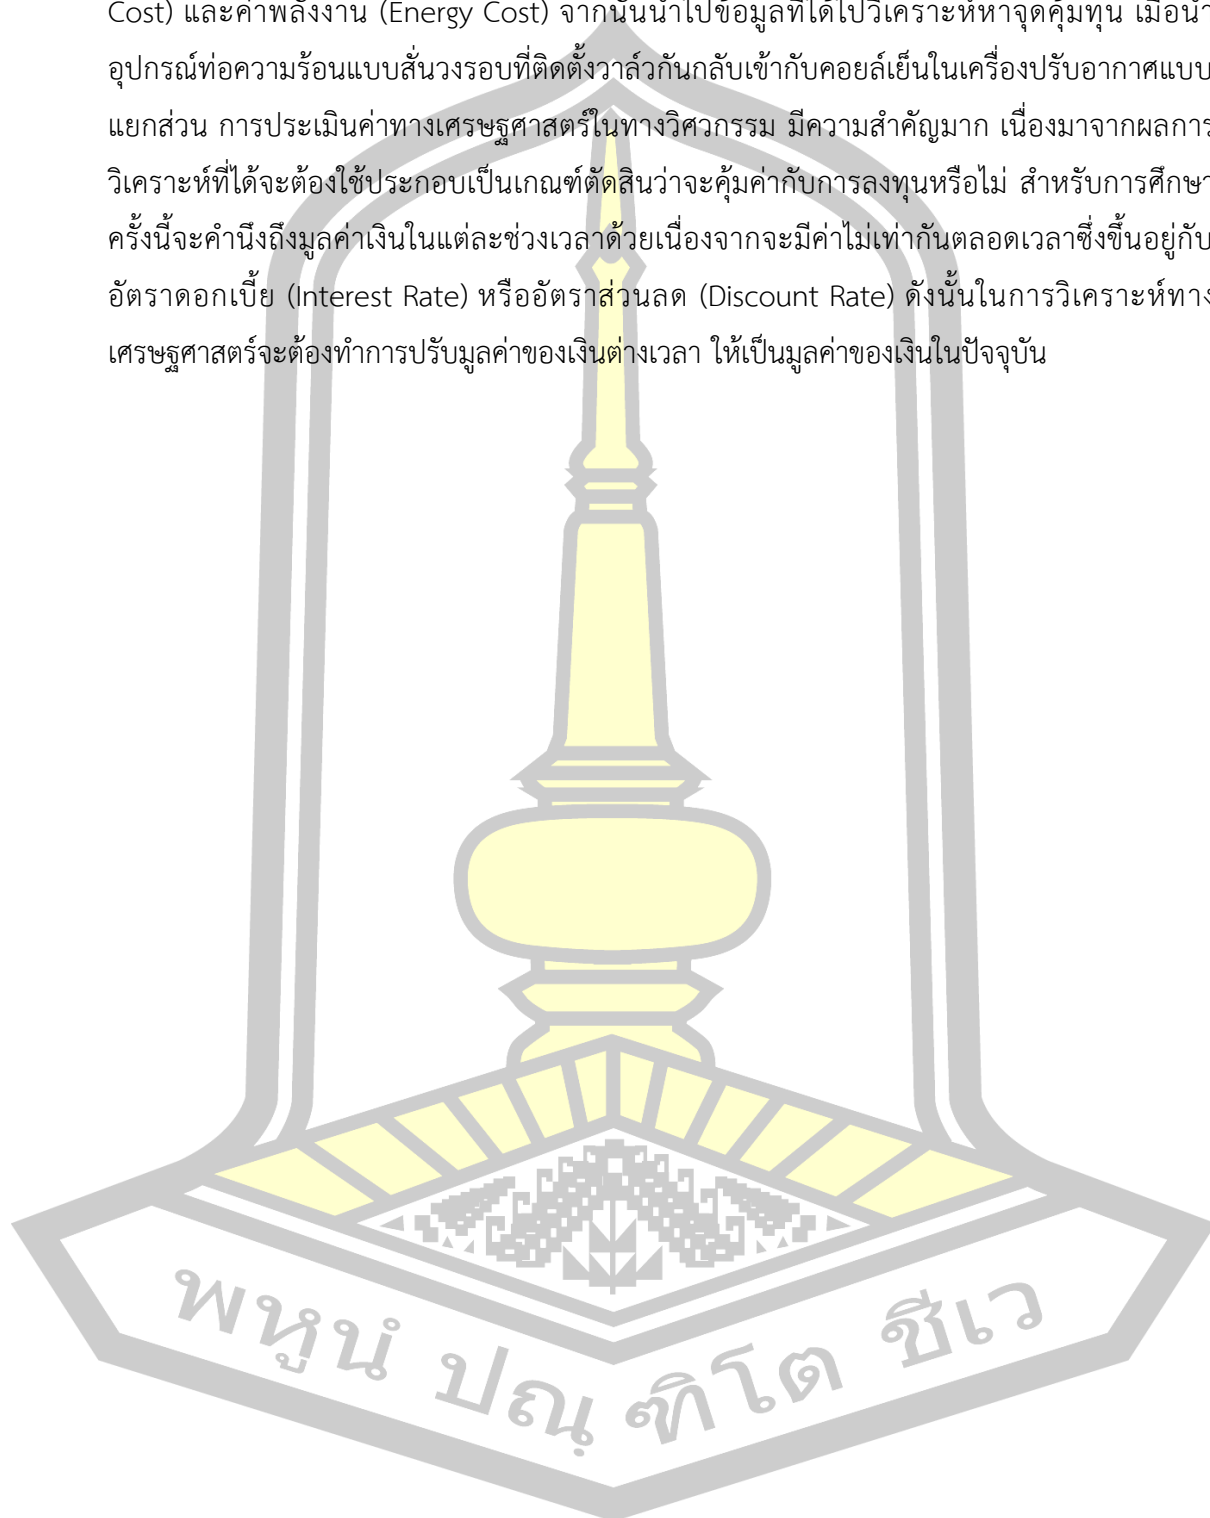 Cost) และค่าพลังงาน (Energy Cost) จากนั้นนำไปข้อมูลที่ได้ไปวิเคราะห์หาจุดคุ้มทุน เมื่อนำ
อุปกรณ์ท่อความร้อนแบบสั่นวงรอบที่ติดตั้งวาล์วกันกลับเข้ากับคอยล์เย็นในเครื่องปรับอากาศแบบ
แยกส่วน การประเมินค่าทางเศรษฐศาสตร์ในทางวิศวกรรม มีความสำคัญมาก เนื่องมาจากผลการ
วิเคราะห์ที่ได้จะต้องใช้ประกอบเป็นเกณฑ์ตัดสินว่าจะคุ้มค่ากับการลงทุนหรือไม่ สำหรับการศึกษา
ครั้งนี้จะคำนึงถึงมูลค่าเงินในแต่ละช่วงเวลาด้วยเนื่องจากจะมีค่าไม่เท่ากันตลอดเวลาซึ่งขึ้นอยู่กับ
อัตราดอกเบี้ย (Interest Rate) หรืออัตราส่วนลด (Discount Rate) ดังนั้นในการวิเคราะห์ทาง
เศรษฐศาสตร์จะต้องทำการปรับมูลค่าของเงินต่างเวลา ให้เป็นมูลค่าของเงินในปัจจุบัน
พหูนํ ปณฺฑิโต ชีเว